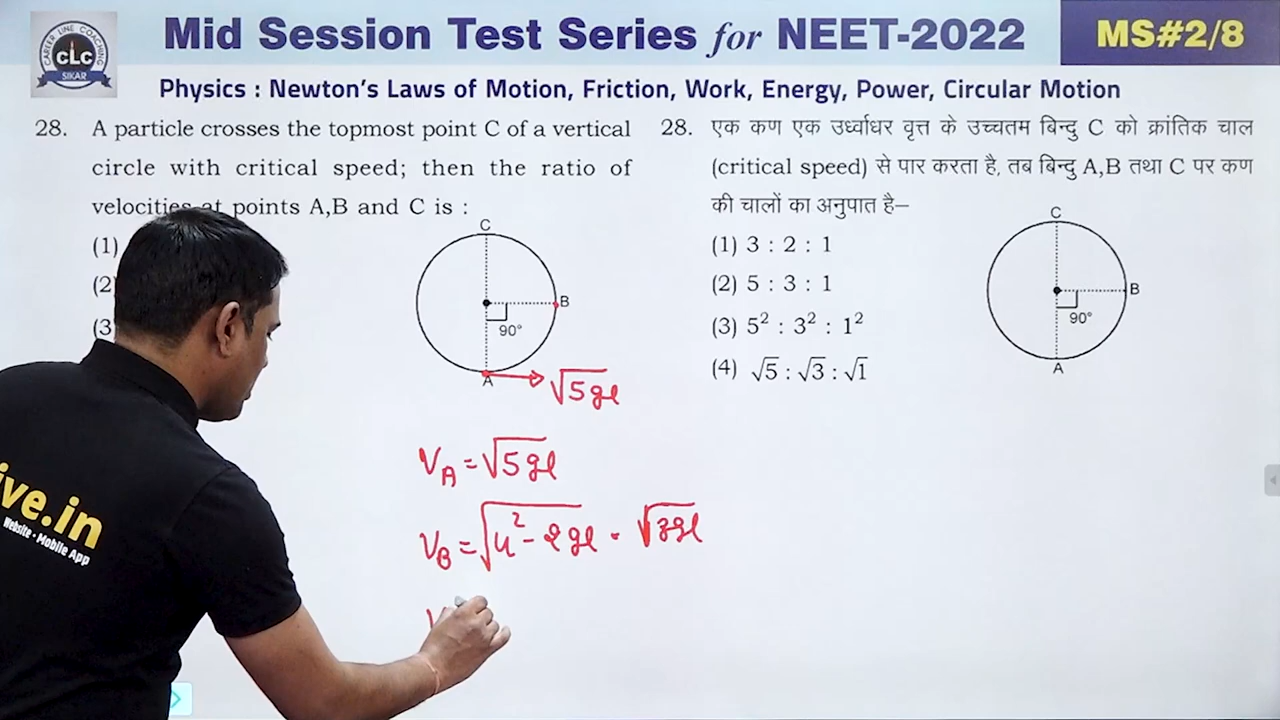 CAREER LINE COACHING
CLC
SIKAR
Mid Session Test Series for NEET-2022
MS#2/8
Physics : Newton's Laws of Motion, Friction, Work, Energy, Power, Circular Motion
28. A particle crosses the topmost point C of a vertical
circle with critical speed; then the ratio of
velocities at points A,B and C is :
(1)
(2)
(3
C
B
90°
A
√5gl
V_A = √5gl
V_B = √u² - 2gl = √3gl
28. एक कण एक उर्ध्वाधर वृत्त के उच्चतम बिन्दु C को क्रांतिक चाल
(critical speed) से पार करता है, तब बिन्दु A,B तथा C पर कण
की चालों का अनुपात है–
(1) 3 : 2 : 1
(2) 5 : 3 : 1
(3) 5² : 3² : 1²
(4) √5 : √3 : √1
C
B
90°
A
ive.in
Website • Mobile App